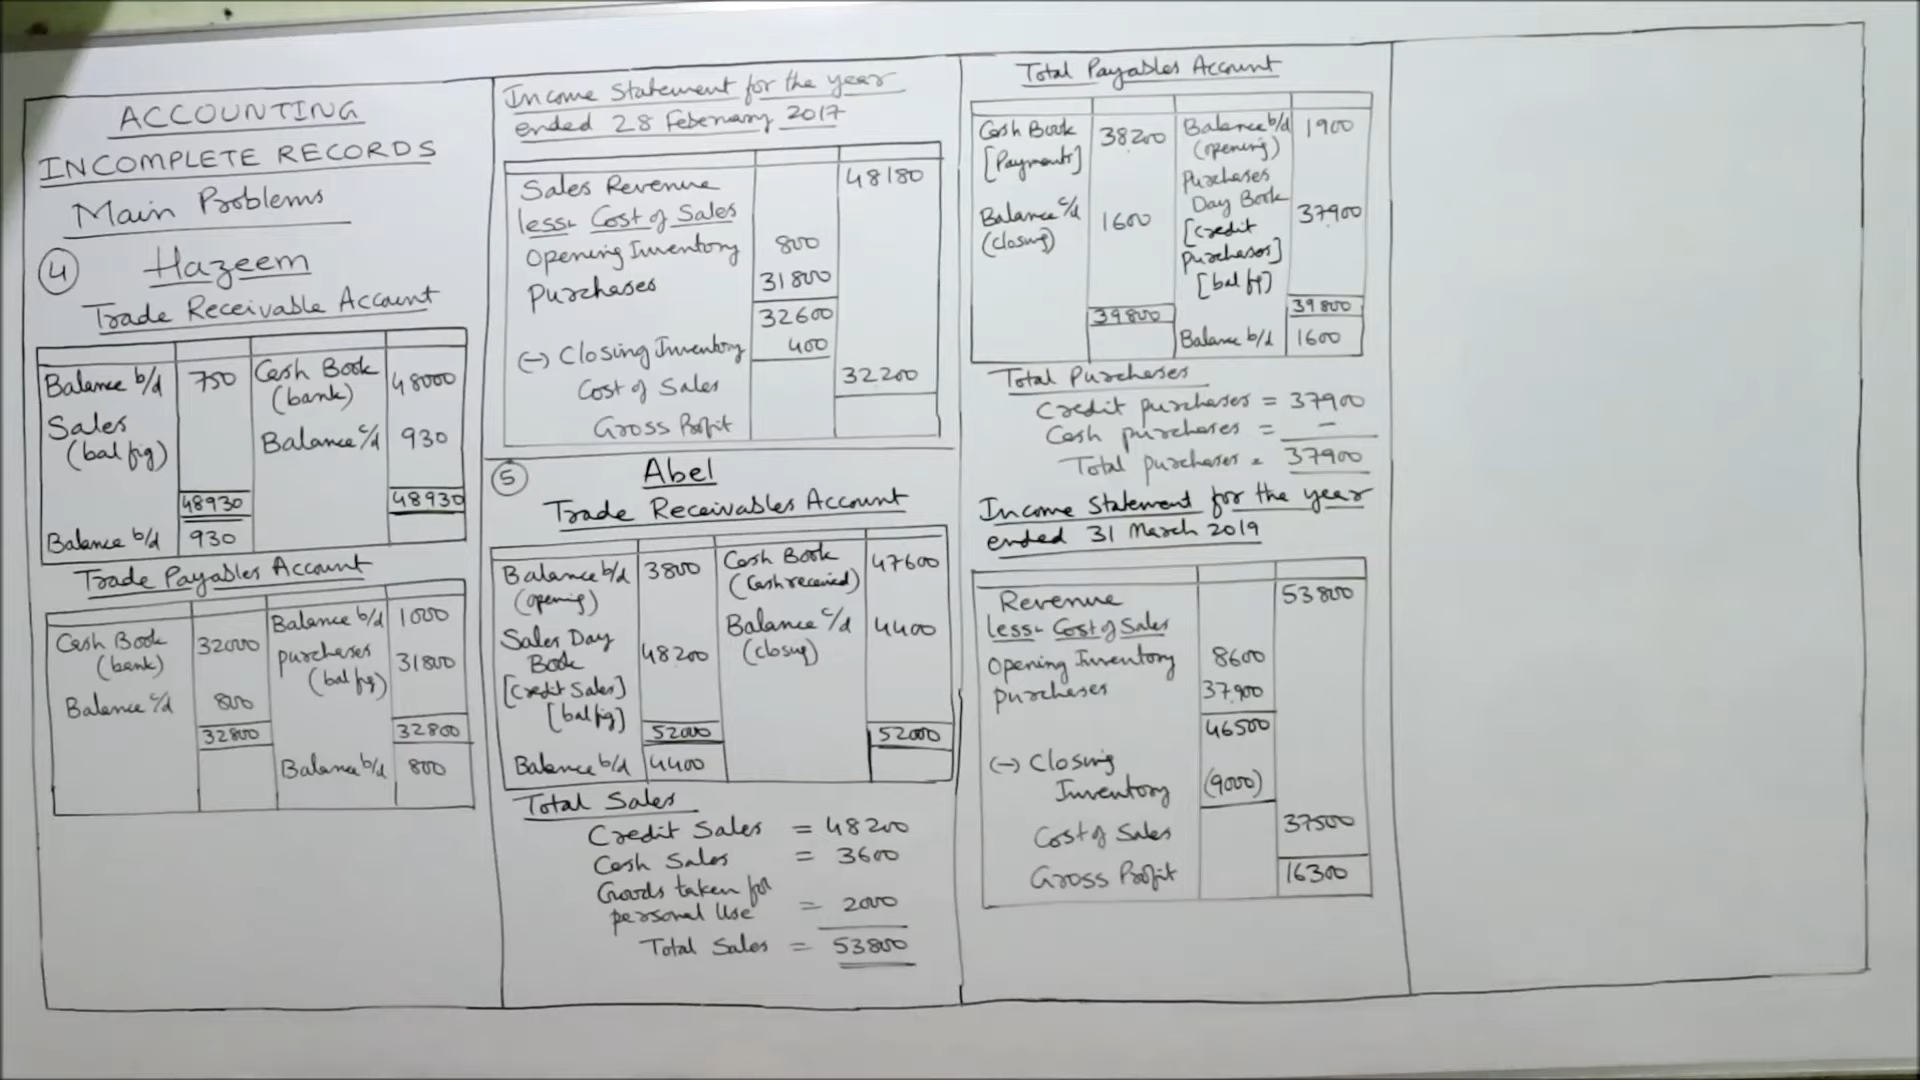 ACCOUNTING
INCOMPLETE RECORDS
Main Problems
4 Hazeem
Trade Receivable Account
Balance b/d 750 Cash Book 48000
(bank)
Sales
(bal fig) Balance c/d 930
48930 48930
Balance b/d 930
Trade Payables Account
Balance b/d 1000
Cash Book 32000 purchases
(bank) (bal fig) 31800
Balance c/d 800
32800 32800
Balance b/d 800
Income Statement for the year
ended 28 Feberuary 2017
Sales Revenue 48180
less:- Cost of Sales
Opening Inventory 800
Purchases 31800
32600
(-) Closing Inventory 400
Cost of Sales 32200
Gross Profit
5 Abel
Trade Receivables Account
Balance b/d 3800 Cash Book 47600
(opening) (Cash received)
Sales Day Balance c/d 4400
Book 48200 (closing)
[Credit Sales]
[bal fig]
52000 52000
Balance b/d 4400
Total Sales
Credit Sales = 48200
Cash Sales = 3600
Goods taken for
personal Use = 2000
Total Sales = 53800
Total Payables Account
Cash Book 38200 Balance b/d 1900
[Payments] (opening)
Purchases
Balance c/d 1600 Day Book 37900
(closing) [credit
purchases]
[bal fig]
39800 39800
Balance b/d 1600
Total Purchases
Credit purchases = 37900
Cash purchases = -
Total purchases = 37900
Income Statement for the year
ended 31 March 2019
Revenue 53800
less:- Cost of Sales
Opening Inventory 8600
purchases 37900
46500
(-) Closing
Inventory (9000)
Cost of Sales 37500
Gross Profit 16300